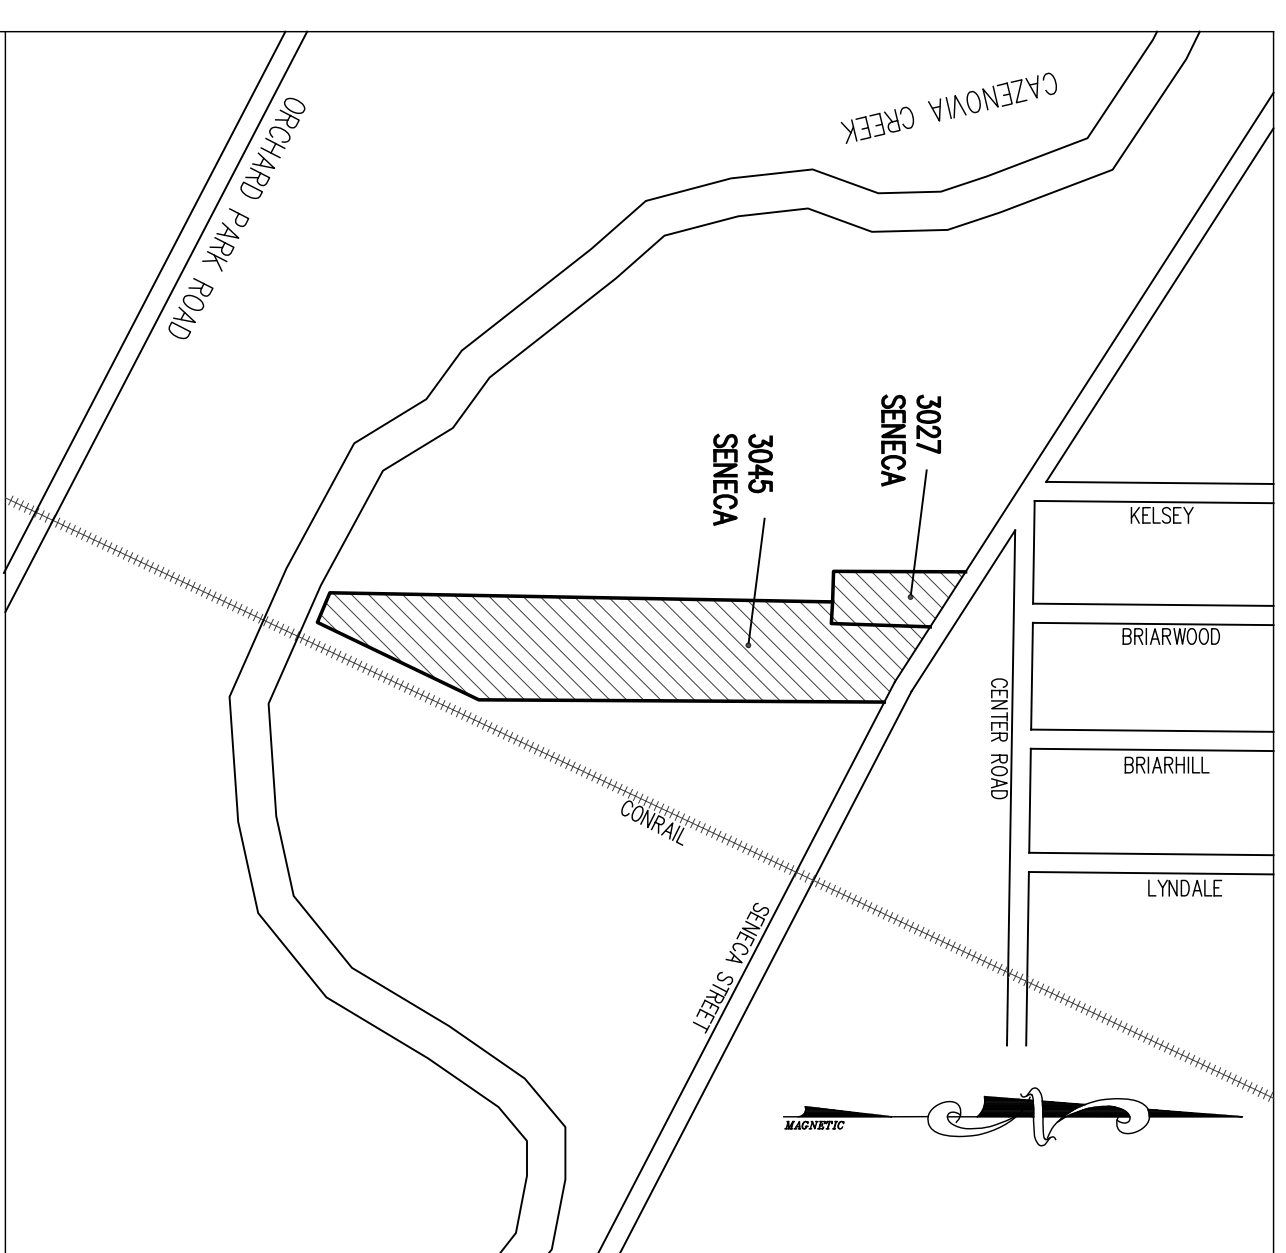 CAZENOVIA CREEK
ORCHARD PARK ROAD
3027
SENECA
3045
SENECA
KELSEY
BRIARWOOD
CENTER ROAD
BRIARHILL
CONRAIL
LYNDALE
SENECA STREET
N
MAGNETIC